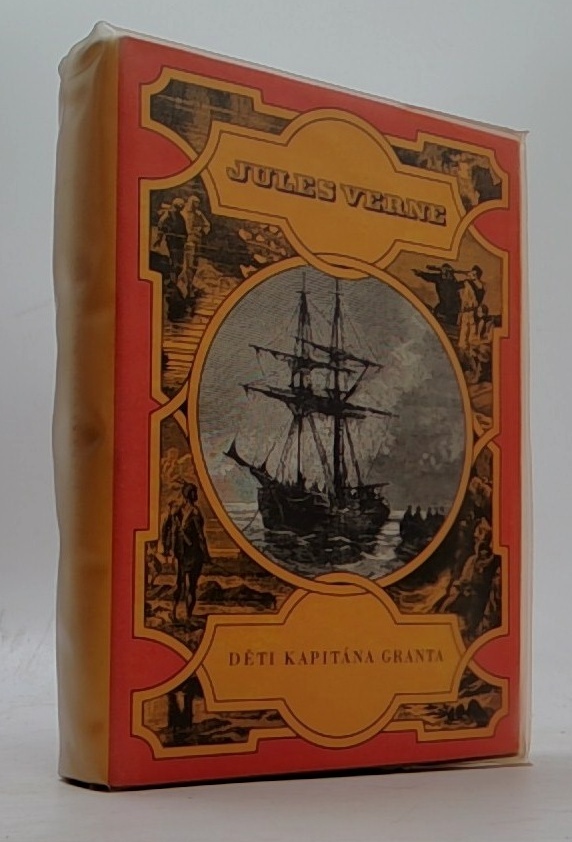 JULES VERNE
DĚTI KAPITÁNA GRANTA